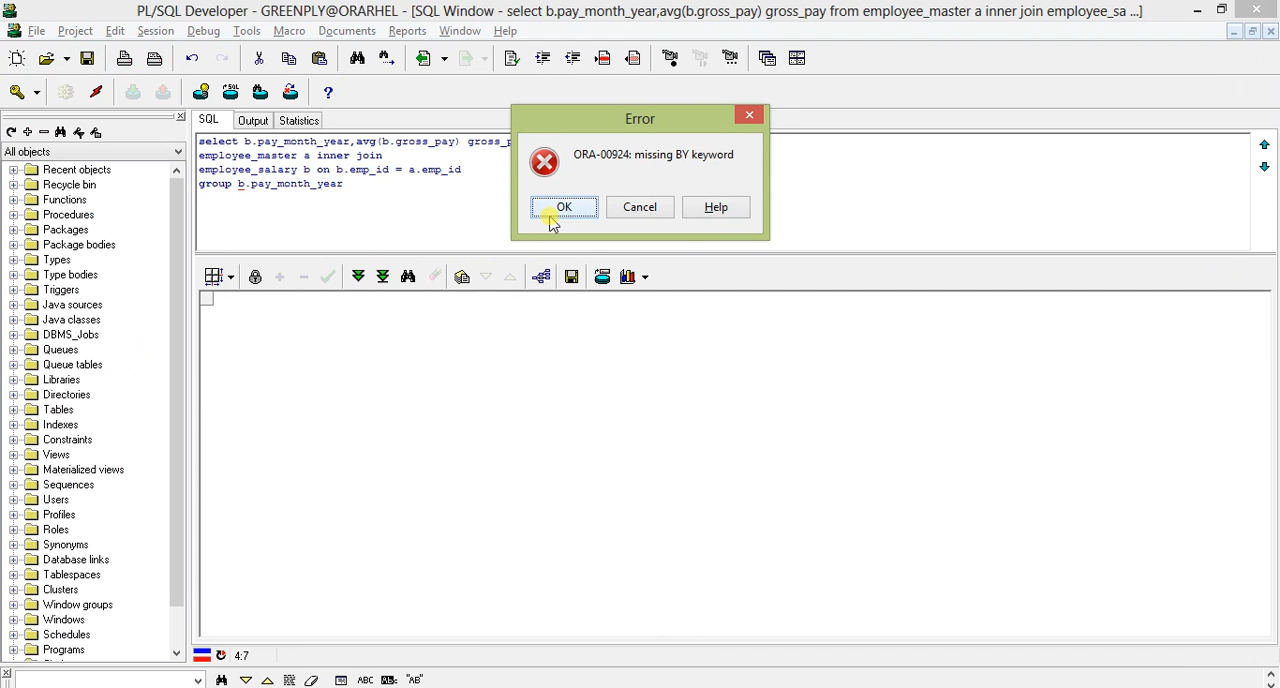 PL/SQL Developer - GREENPLY@ORARHEL - [SQL Window - select b.pay_month_year,avg(b.gross_pay) gross_pay from employee_master a inner join employee_sa ...]
File Project Edit Session Debug Tools Macro Documents Reports Window Help
SQL Output Statistics
select b.pay_month_year,avg(b.gross_pay) gross_p
employee_master a inner join
employee_salary b on b.emp_id = a.emp_id
group b.pay_month_year
Error
ORA-00924: missing BY keyword
OK Cancel Help
All objects
Recent objects
Recycle bin
Functions
Procedures
Packages
Package bodies
Types
Type bodies
Triggers
Java sources
Java classes
DBMS_Jobs
Queues
Queue tables
Libraries
Directories
Tables
Indexes
Constraints
Views
Materialized views
Sequences
Users
Profiles
Roles
Synonyms
Database links
Tablespaces
Clusters
Window groups
Windows
Schedules
Programs
4:7
ABC "AB"